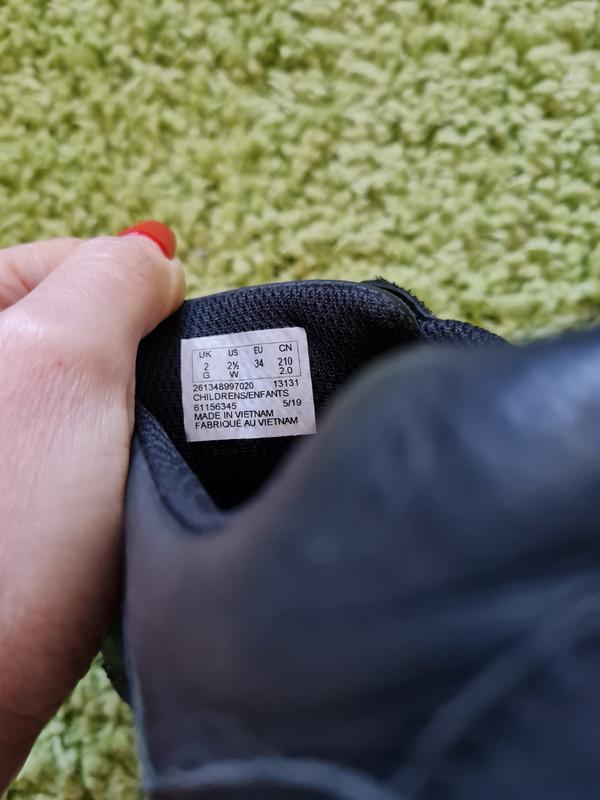 UK US EU CN
2 2½ 34 210
G W 2.0
261348997020 13131
CHILDRENS/ENFANTS
61156345 5/19
MADE IN VIETNAM
FABRIQUE AU VIETNAM